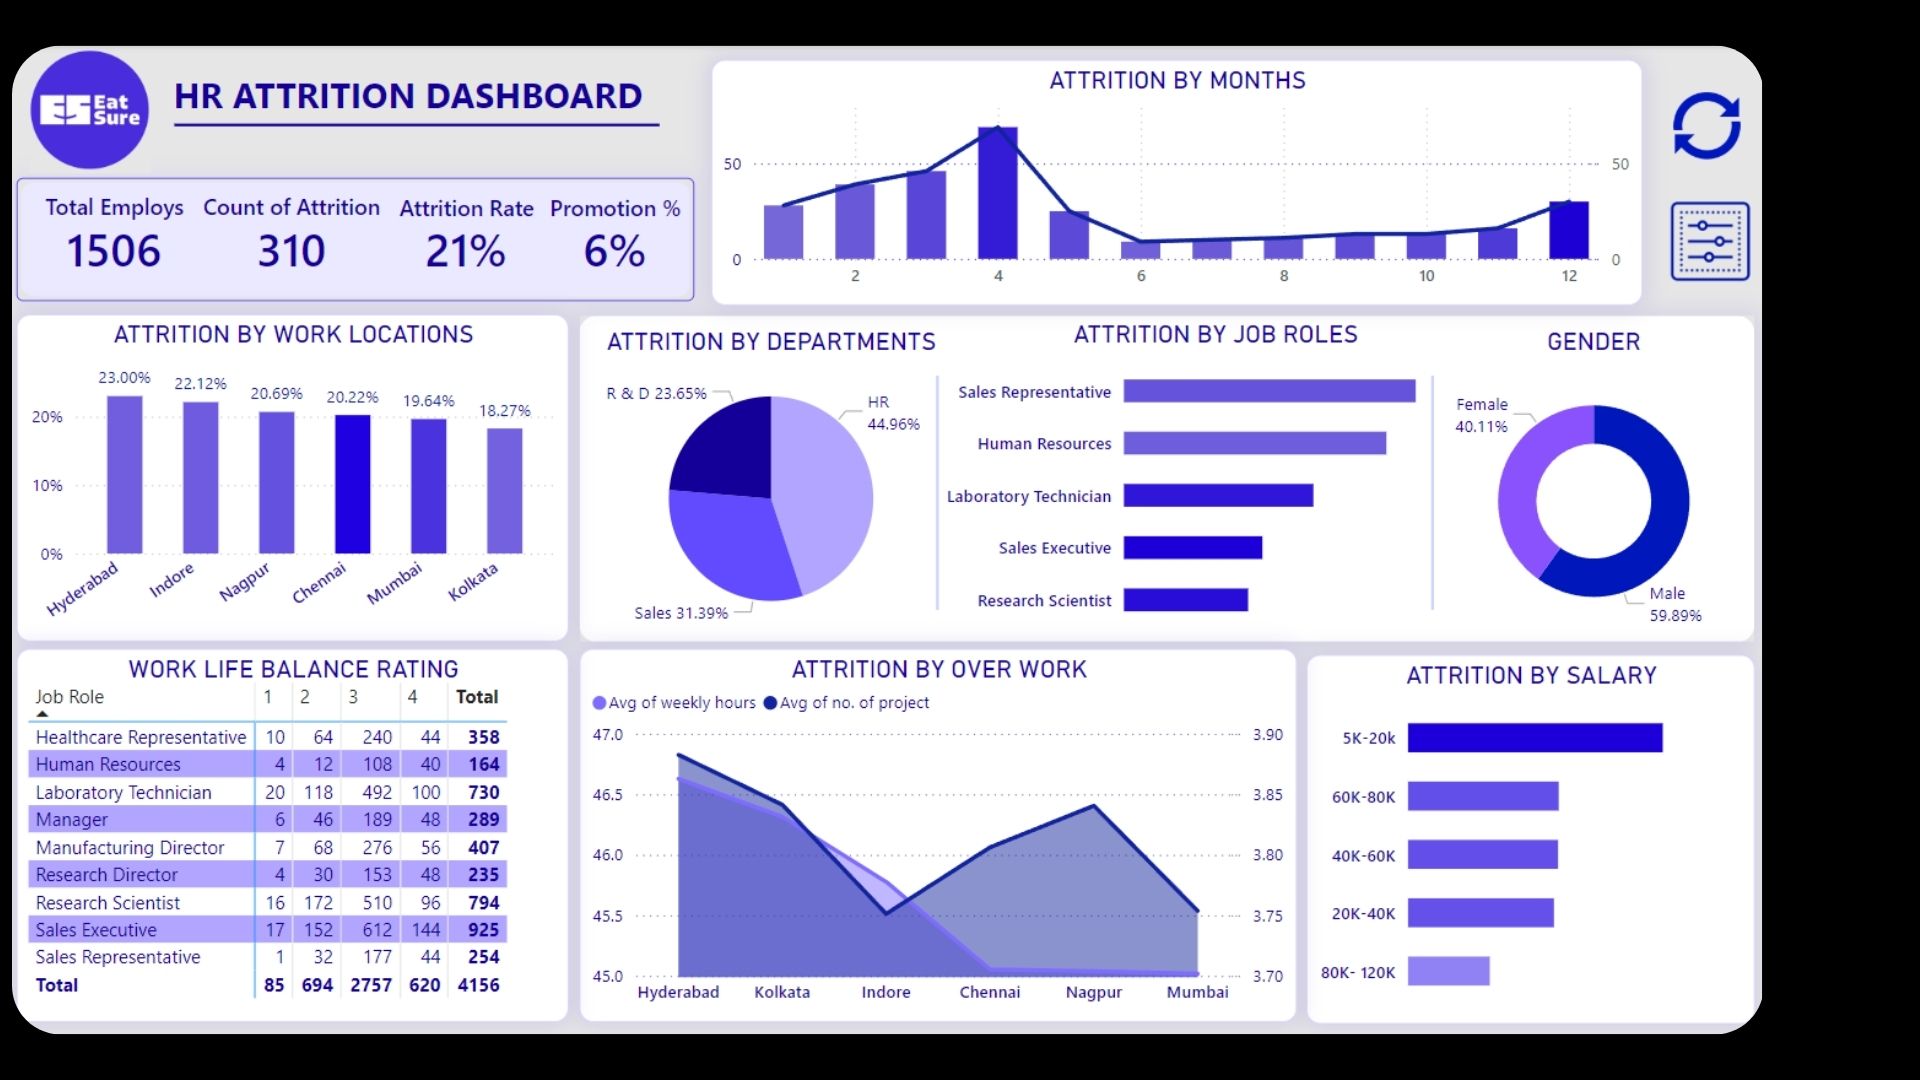 ES Eat
Sure
HR ATTRITION DASHBOARD
Total Employs Count of Attrition Attrition Rate Promotion %
1506 310 21% 6%
ATTRITION BY MONTHS
50 50
0 0
2 4 6 8 10 12
ATTRITION BY WORK LOCATIONS
23.00% 22.12% 20.69% 20.22% 19.64% 18.27%
20%
10%
0%
Hyderabad Indore Nagpur Chennai Mumbai Kolkata
ATTRITION BY DEPARTMENTS
R & D 23.65%
HR
44.96%
Sales 31.39%
ATTRITION BY JOB ROLES
Sales Representative
Human Resources
Laboratory Technician
Sales Executive
Research Scientist
GENDER
Female
40.11%
Male
59.89%
WORK LIFE BALANCE RATING
Job Role 1 2 3 4 Total
Healthcare Representative 10 64 240 44 358
Human Resources 4 12 108 40 164
Laboratory Technician 20 118 492 100 730
Manager 6 46 189 48 289
Manufacturing Director 7 68 276 56 407
Research Director 4 30 153 48 235
Research Scientist 16 172 510 96 794
Sales Executive 17 152 612 144 925
Sales Representative 1 32 177 44 254
Total 85 694 2757 620 4156
ATTRITION BY OVER WORK
Avg of weekly hours Avg of no. of project
47.0 3.90
46.5 3.85
46.0 3.80
45.5 3.75
45.0 3.70
Hyderabad Kolkata Indore Chennai Nagpur Mumbai
ATTRITION BY SALARY
5K-20k
60K-80K
40K-60K
20K-40K
80K- 120K